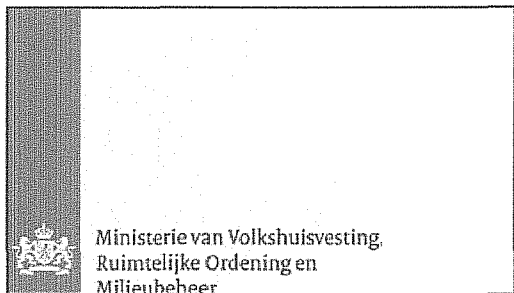 Ministerie van Volkshuisvesting,
Ruimtelijke Ordening en
Milieubeheer